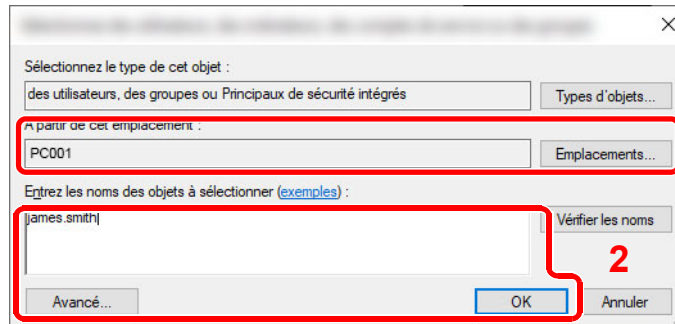 Sélectionnez le type de cet objet :
des utilisateurs, des groupes ou Principaux de sécurité intégrés
Types d'objets...
À partir de cet emplacement :
PC001
Emplacements...
Entrez les noms des objets à sélectionner (exemples) :
james.smith
Vérifier les noms
2
Avancé...
OK
Annuler